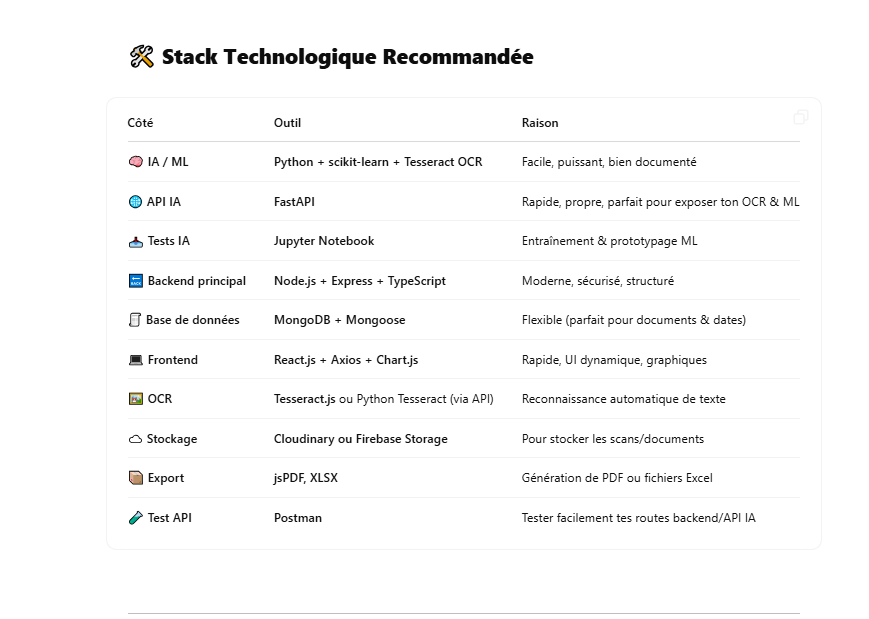 🛠 Stack Technologique Recommandée
Côté Outil Raison
🧠 IA / ML Python + scikit-learn + Tesseract OCR Facile, puissant, bien documenté
🌐 API IA FastAPI Rapide, propre, parfait pour exposer ton OCR & ML
📥 Tests IA Jupyter Notebook Entraînement & prototypage ML
🔙 Backend principal Node.js + Express + TypeScript Moderne, sécurisé, structuré
🧾 Base de données MongoDB + Mongoose Flexible (parfait pour documents & dates)
💻 Frontend React.js + Axios + Chart.js Rapide, UI dynamique, graphiques
🖼 OCR Tesseract.js ou Python Tesseract (via API) Reconnaissance automatique de texte
☁ Stockage Cloudinary ou Firebase Storage Pour stocker les scans/documents
📦 Export jsPDF, XLSX Génération de PDF ou fichiers Excel
🧪 Test API Postman Tester facilement tes routes backend/API IA